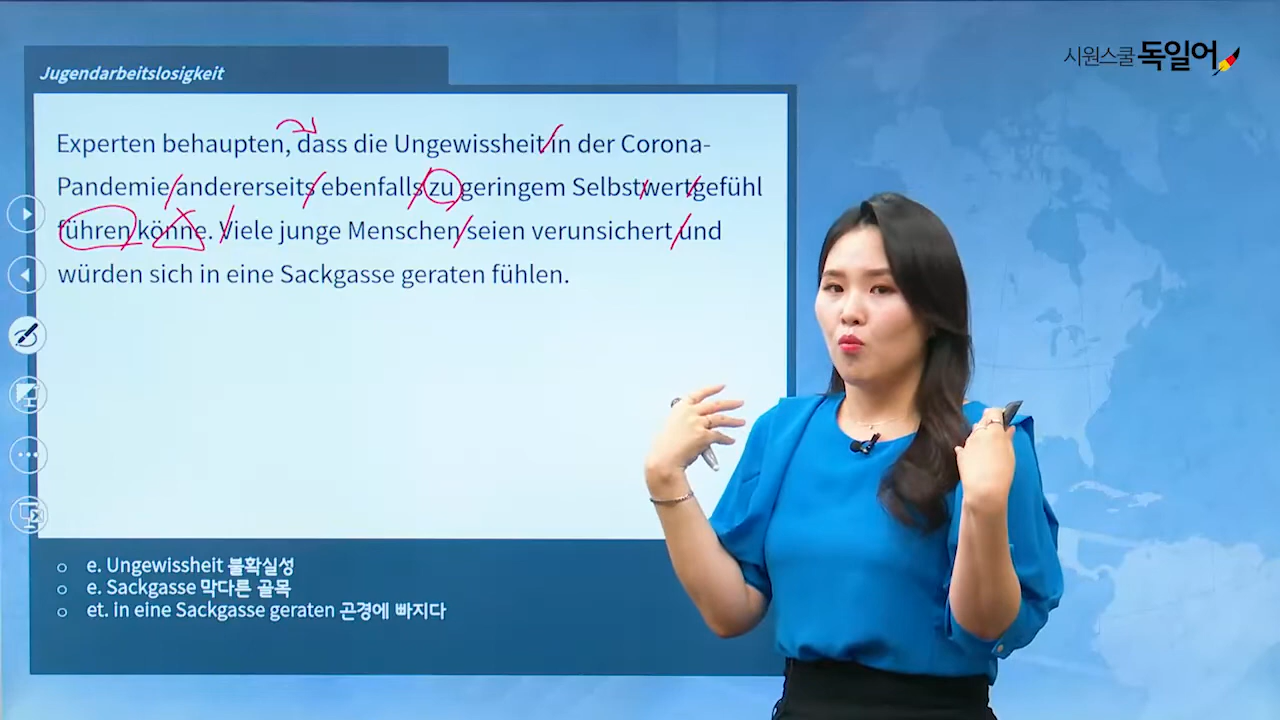 시원스쿨 독일어
Jugendarbeitslosigkeit
Experten behaupten, dass die Ungewissheit in der Corona-
Pandemie andererseits ebenfalls zu geringem Selbstwertgefühl
führen könne. Viele junge Menschen seien verunsichert und
würden sich in eine Sackgasse geraten fühlen.
o e. Ungewissheit 불확실성
o e. Sackgasse 막다른 골목
o et. in eine Sackgasse geraten 곤경에 빠지다